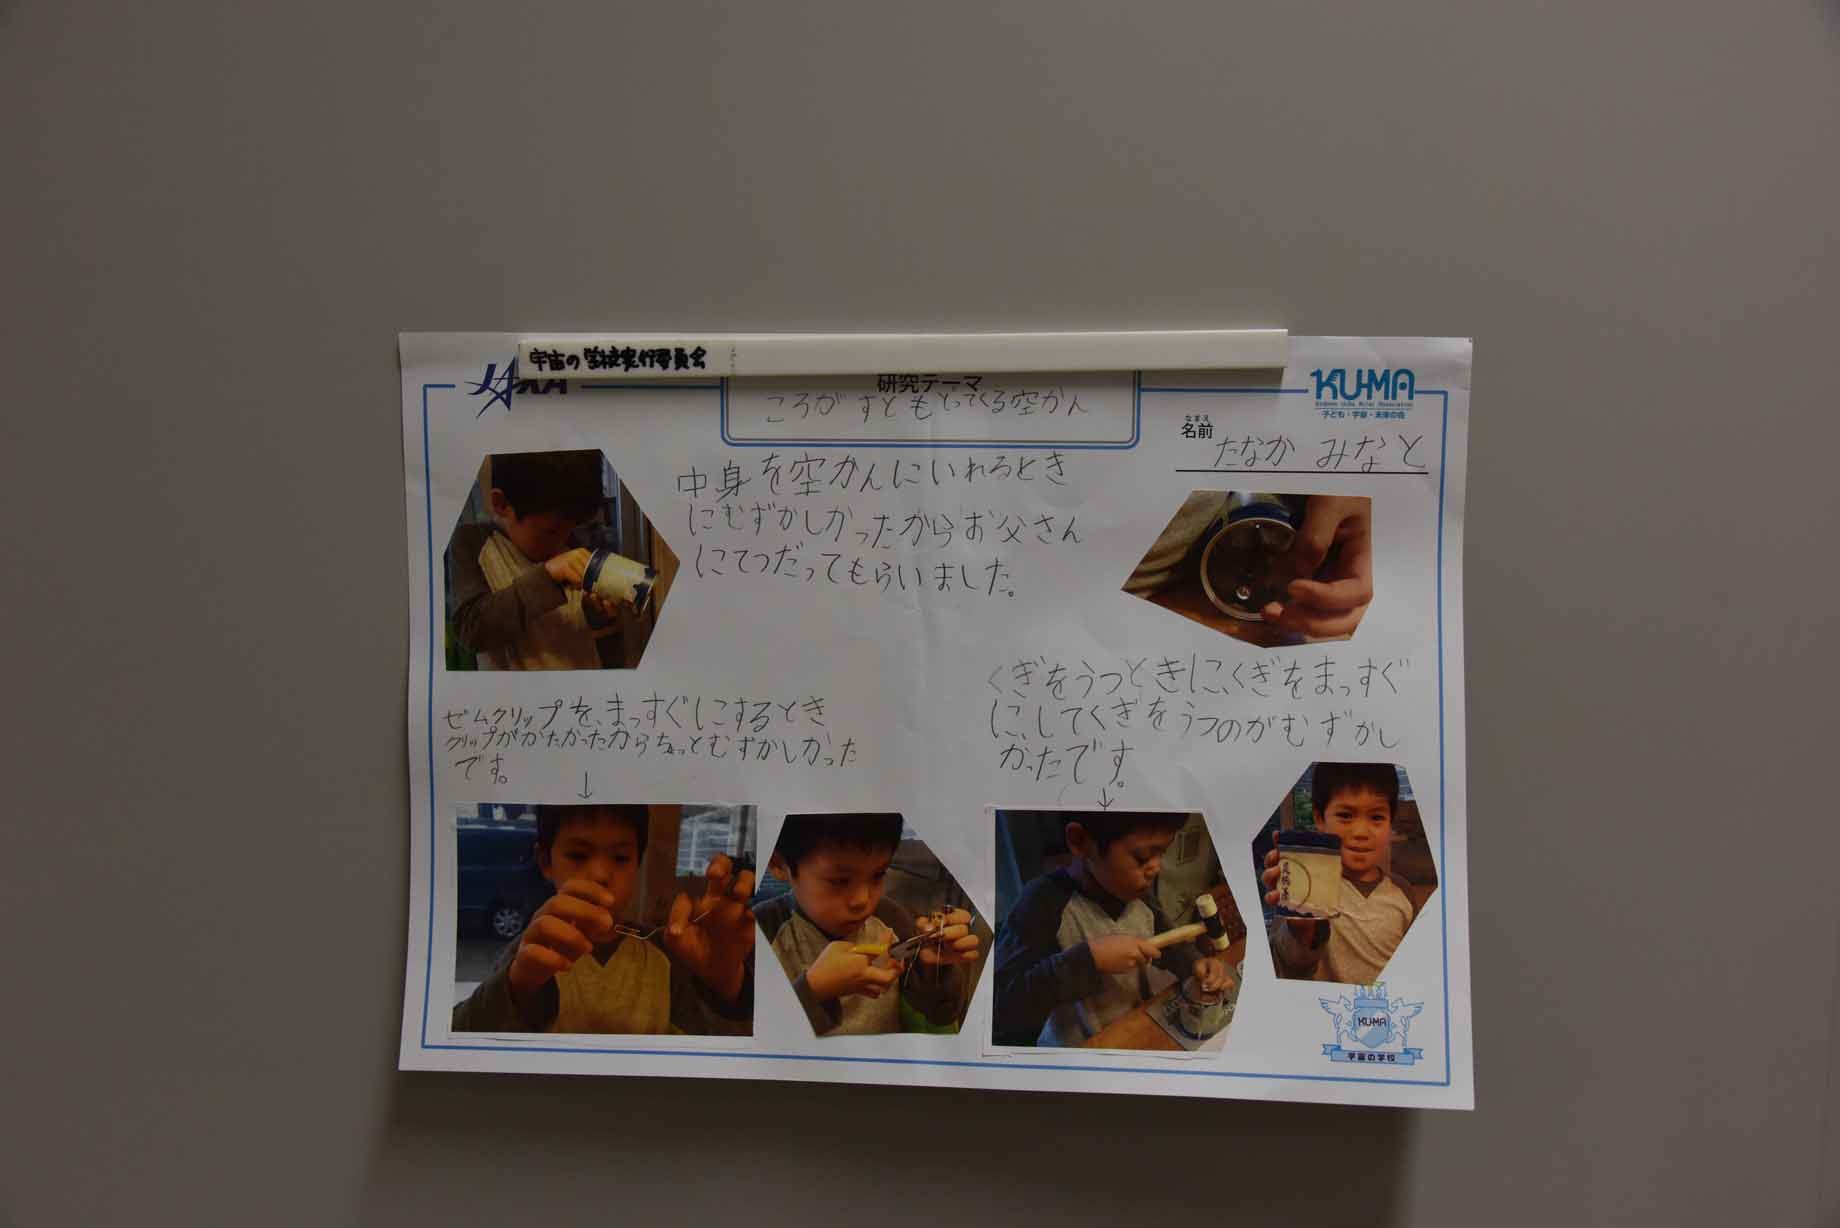 宇宙の学校実行委員会
研究テーマ
ころがすともどってくる空かん
KU-MA
子ども・宇宙・未来の会
なまえ
名前
たなか みなと
中身を空かんにいれるとき
にむずかしかったからお父さん
にてつだってもらいました。
ゼムクリップを、まっすぐにするとき
クリップがかたかったからちょっとむずかしかった
です。
↓
くぎをうつときに、くぎをまっすぐ
に、してくぎをうつのがむずかし
かったです。
↓
KU-MA
宇宙の学校